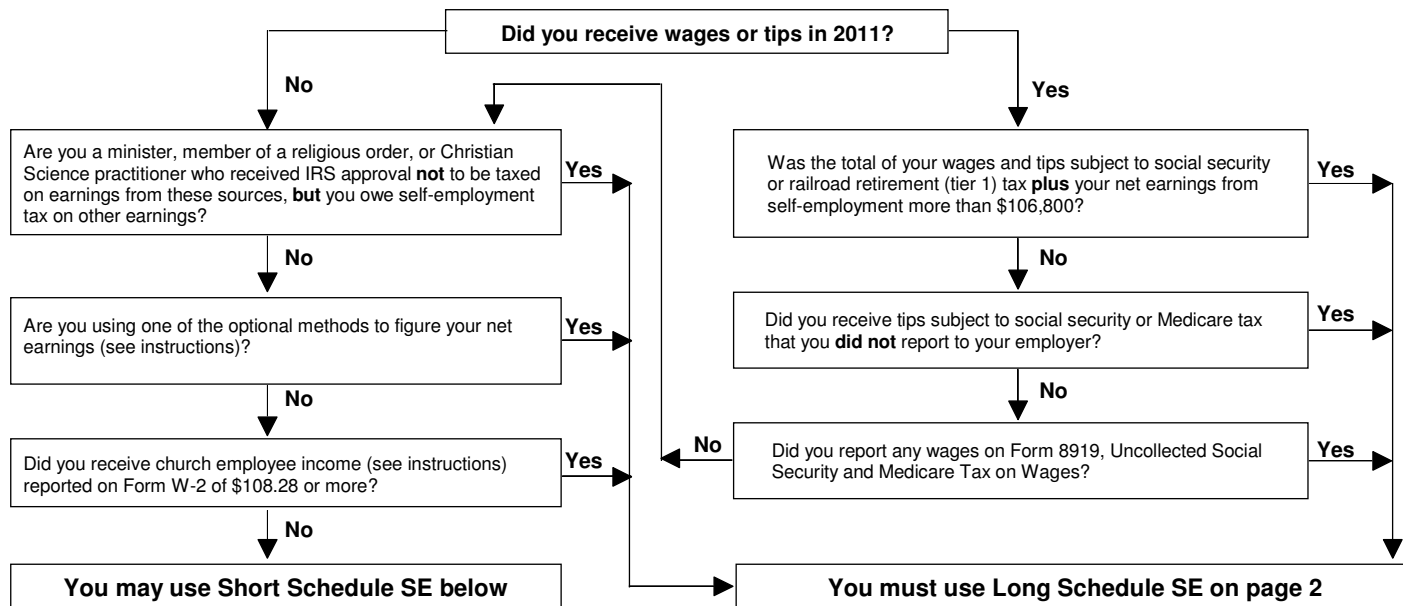 Did you receive wages or tips in 2011?
No
Yes
Are you a minister, member of a religious order, or Christian
Science practitioner who received IRS approval not to be taxed
on earnings from these sources, but you owe self-employment
tax on other earnings?
Yes
Was the total of your wages and tips subject to social security
or railroad retirement (tier 1) tax plus your net earnings from
self-employment more than $106,800?
Yes
No
No
Are you using one of the optional methods to figure your net
earnings (see instructions)?
Yes
Did you receive tips subject to social security or Medicare tax
that you did not report to your employer?
Yes
No
No
Did you receive church employee income (see instructions)
reported on Form W-2 of $108.28 or more?
Yes
No
Did you report any wages on Form 8919, Uncollected Social
Security and Medicare Tax on Wages?
Yes
No
You may use Short Schedule SE below
You must use Long Schedule SE on page 2